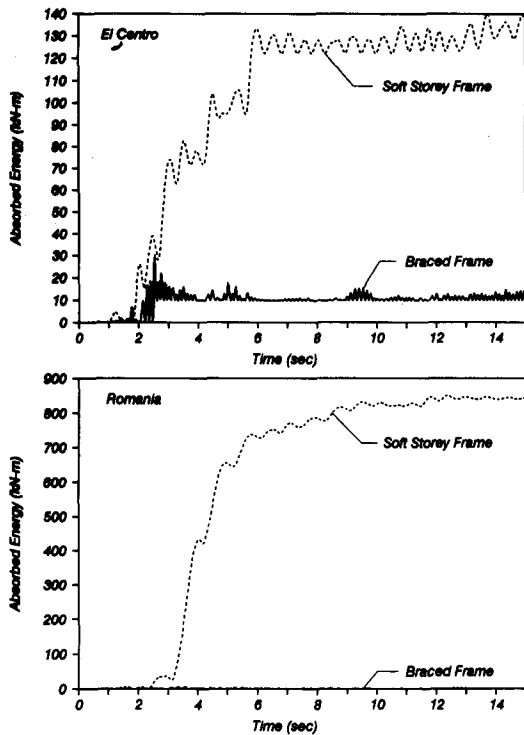 140
130
120
110
100
90
80
70
60
50
40
30
20
10
0
Absorbed Energy (kN-m)
El Centro
Soft Storey Frame
Braced Frame
0 2 4 6 8 10 12 14
Time (sec)
900
800
700
600
500
400
300
200
100
0
Absorbed Energy (kN-m)
Romania
Soft Storey Frame
Braced Frame
0 2 4 6 8 10 12 14
Time (sec)